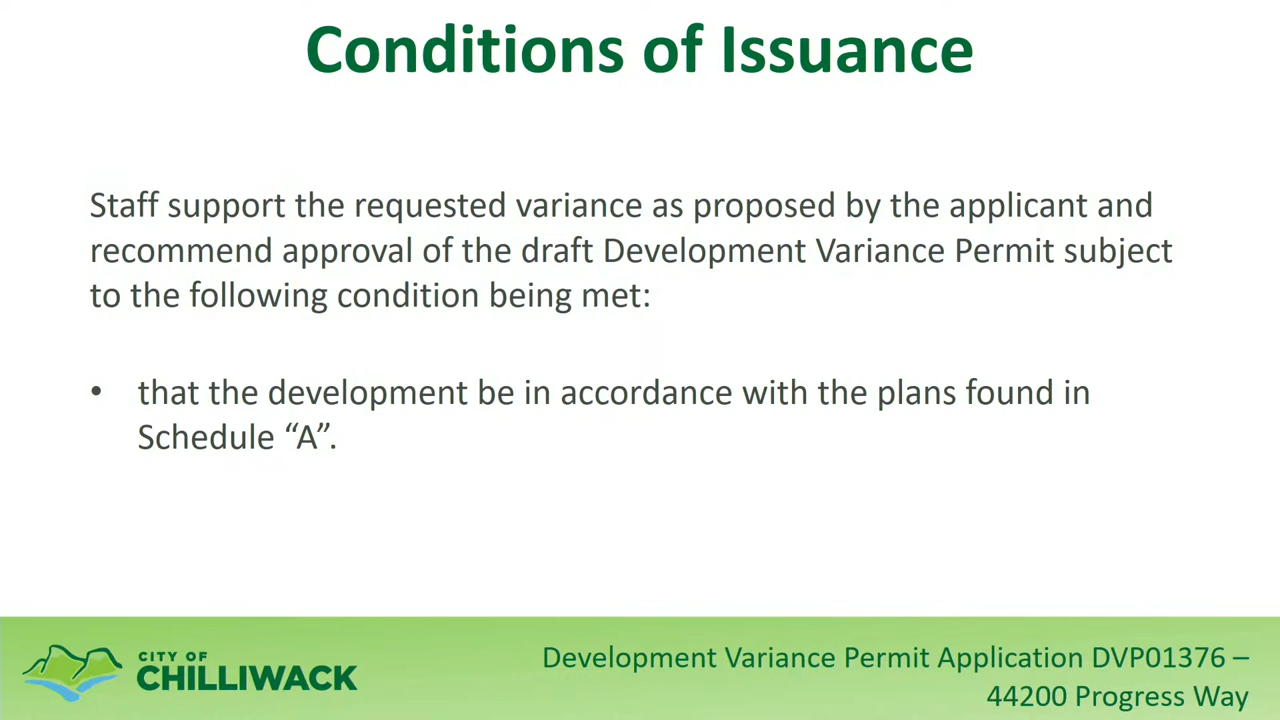 Conditions of Issuance
Staff support the requested variance as proposed by the applicant and
recommend approval of the draft Development Variance Permit subject
to the following condition being met:
• that the development be in accordance with the plans found in
Schedule “A”.
CITY OF
CHILLIWACK
Development Variance Permit Application DVP01376 –
44200 Progress Way